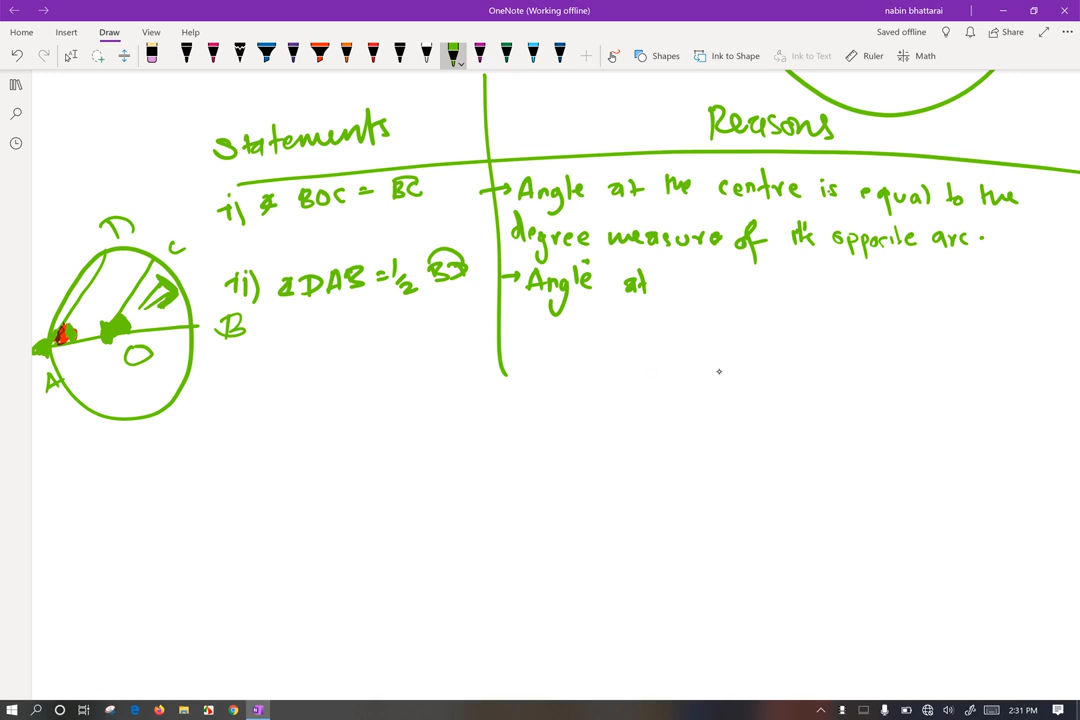 OneNote (Working offline)
nabin bhattarai
Home Insert Draw View Help
Saved offline
Share
Shapes
Ink to Shape
Ink to Text
Ruler
Math
Statements
Reasons
i) ∡ BOC = BC
→ Angle at the centre is equal to the
degree measure of it's opposite arc.
ii) ∡DAB = 1/2 BD
→ Angle at
D
C
B
O
A
2:31 PM